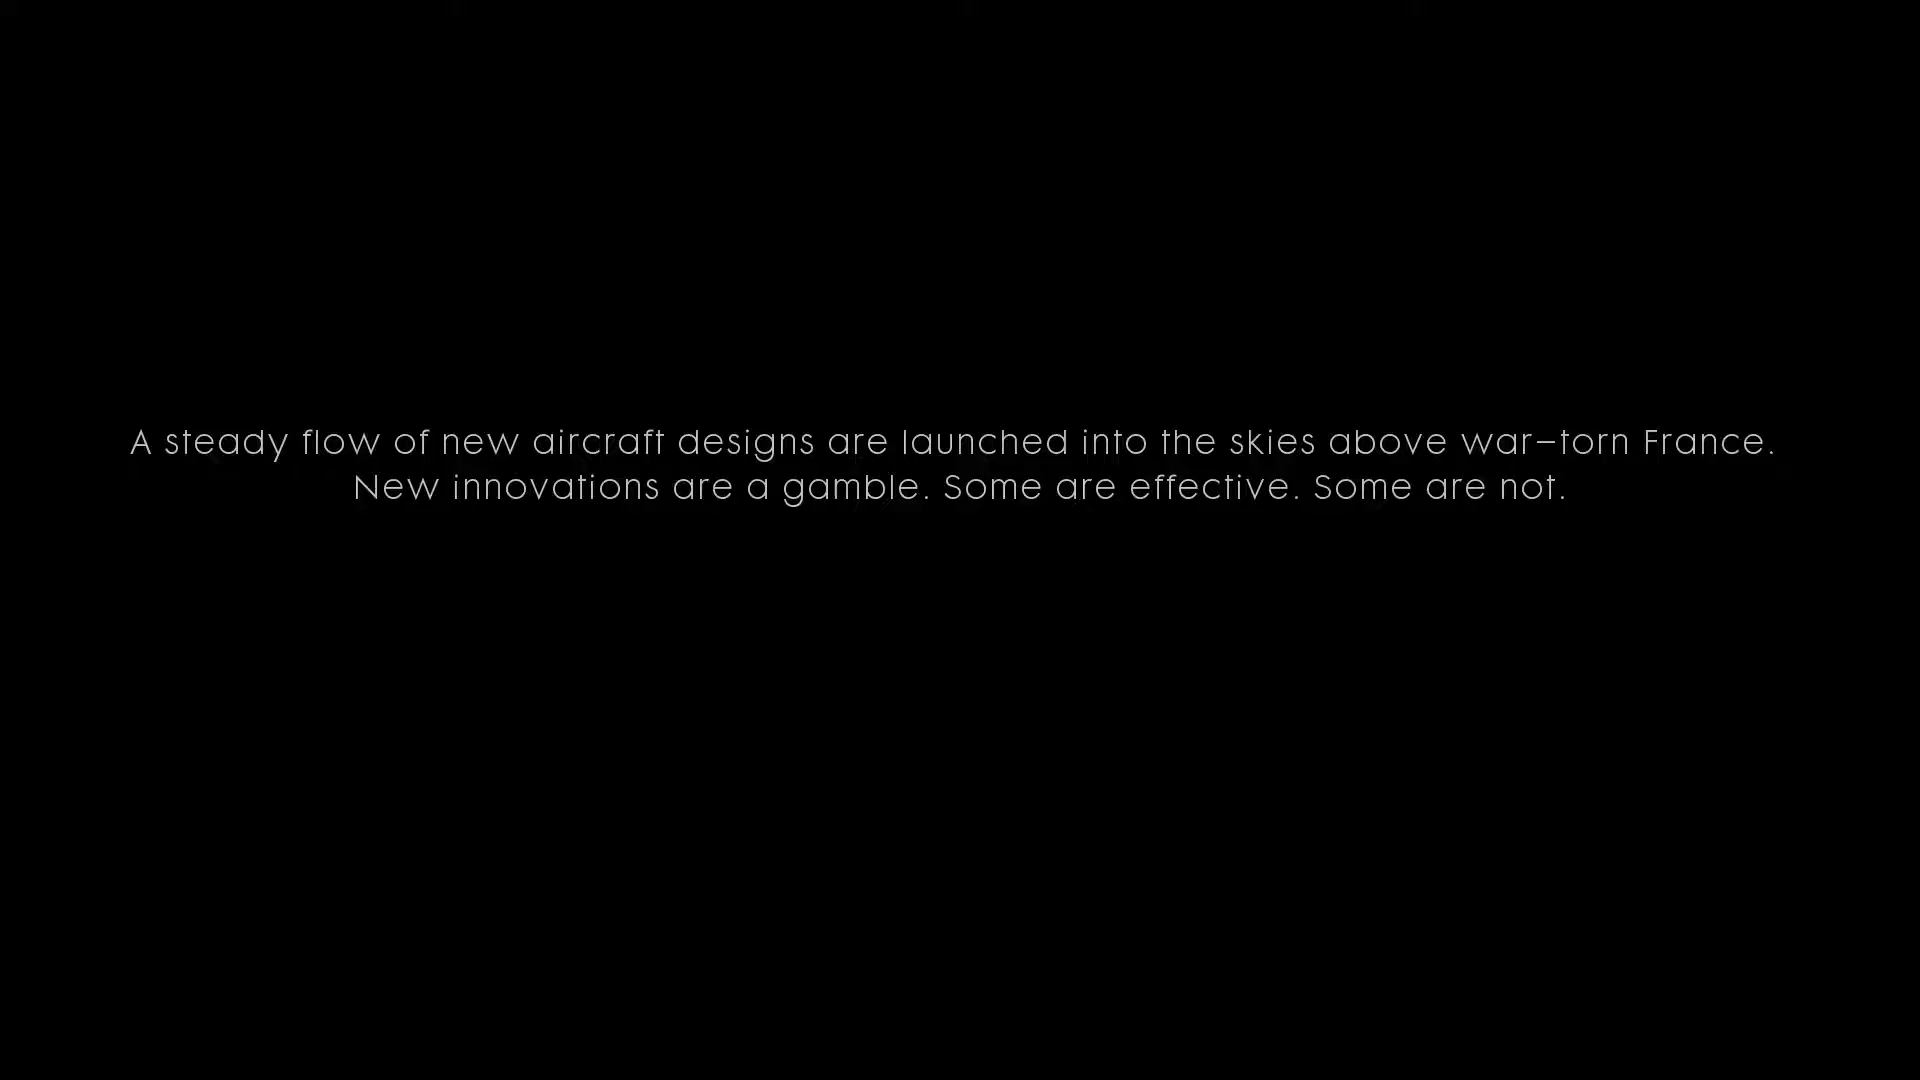 A steady flow of new aircraft designs are launched into the skies above war–torn France.
New innovations are a gamble. Some are effective. Some are not.